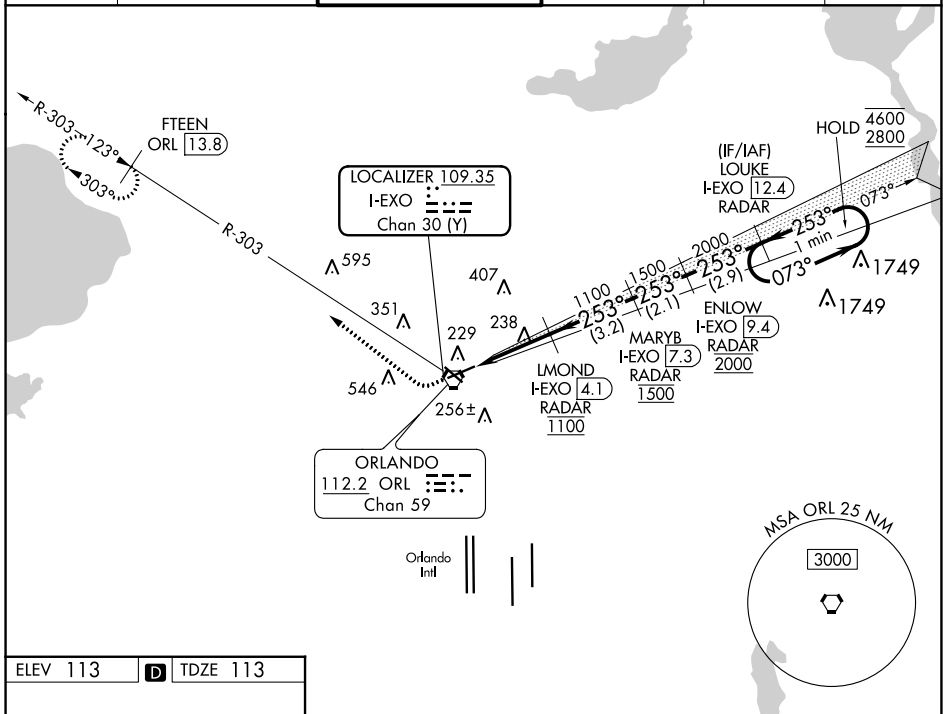 R-303
123°
303°
FTEEN
ORL 13.8
R-303
LOCALIZER 109.35
I-EXO
Chan 30 (Y)
HOLD
4600
2800
(IF/IAF)
LOUKE
I-EXO 12.4
RADAR
073°
253°
1 min
073°
1749
1749
2000
253°
(2.9)
1500
253°
(2.1)
1100
253°
(3.2)
ENLOW
I-EXO 9.4
RADAR
2000
MARYB
I-EXO 7.3
RADAR
1500
LMOND
I-EXO 4.1
RADAR
1100
595
407
351
238
229
546
256±
ORLANDO
112.2 ORL
Chan 59
Orlando
Intl
MSA ORL 25 NM
3000
ELEV 113 D TDZE 113